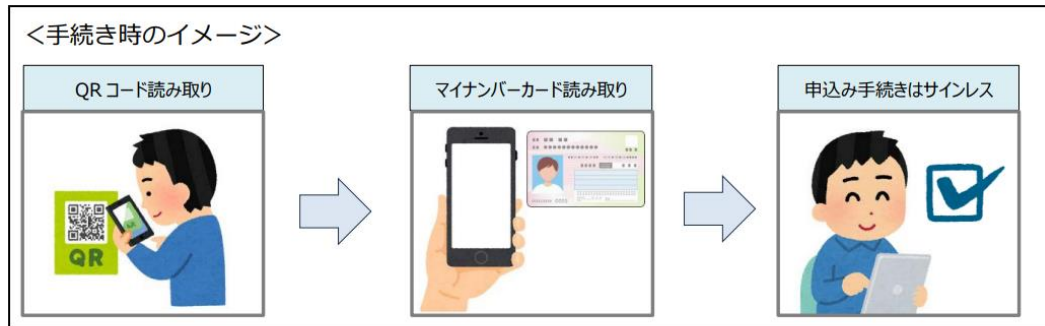 ＜手続き時のイメージ＞
QRコード読み取り
マイナンバーカード読み取り
申込み手続きはサインレス
QR